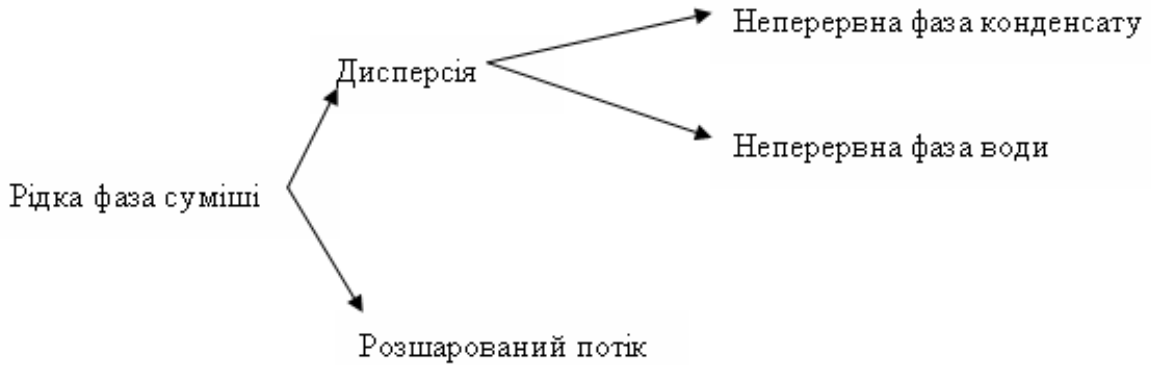 Неперервна фаза конденсату
Дисперсія
Неперервна фаза води
Рідка фаза суміші
Розшарований потік